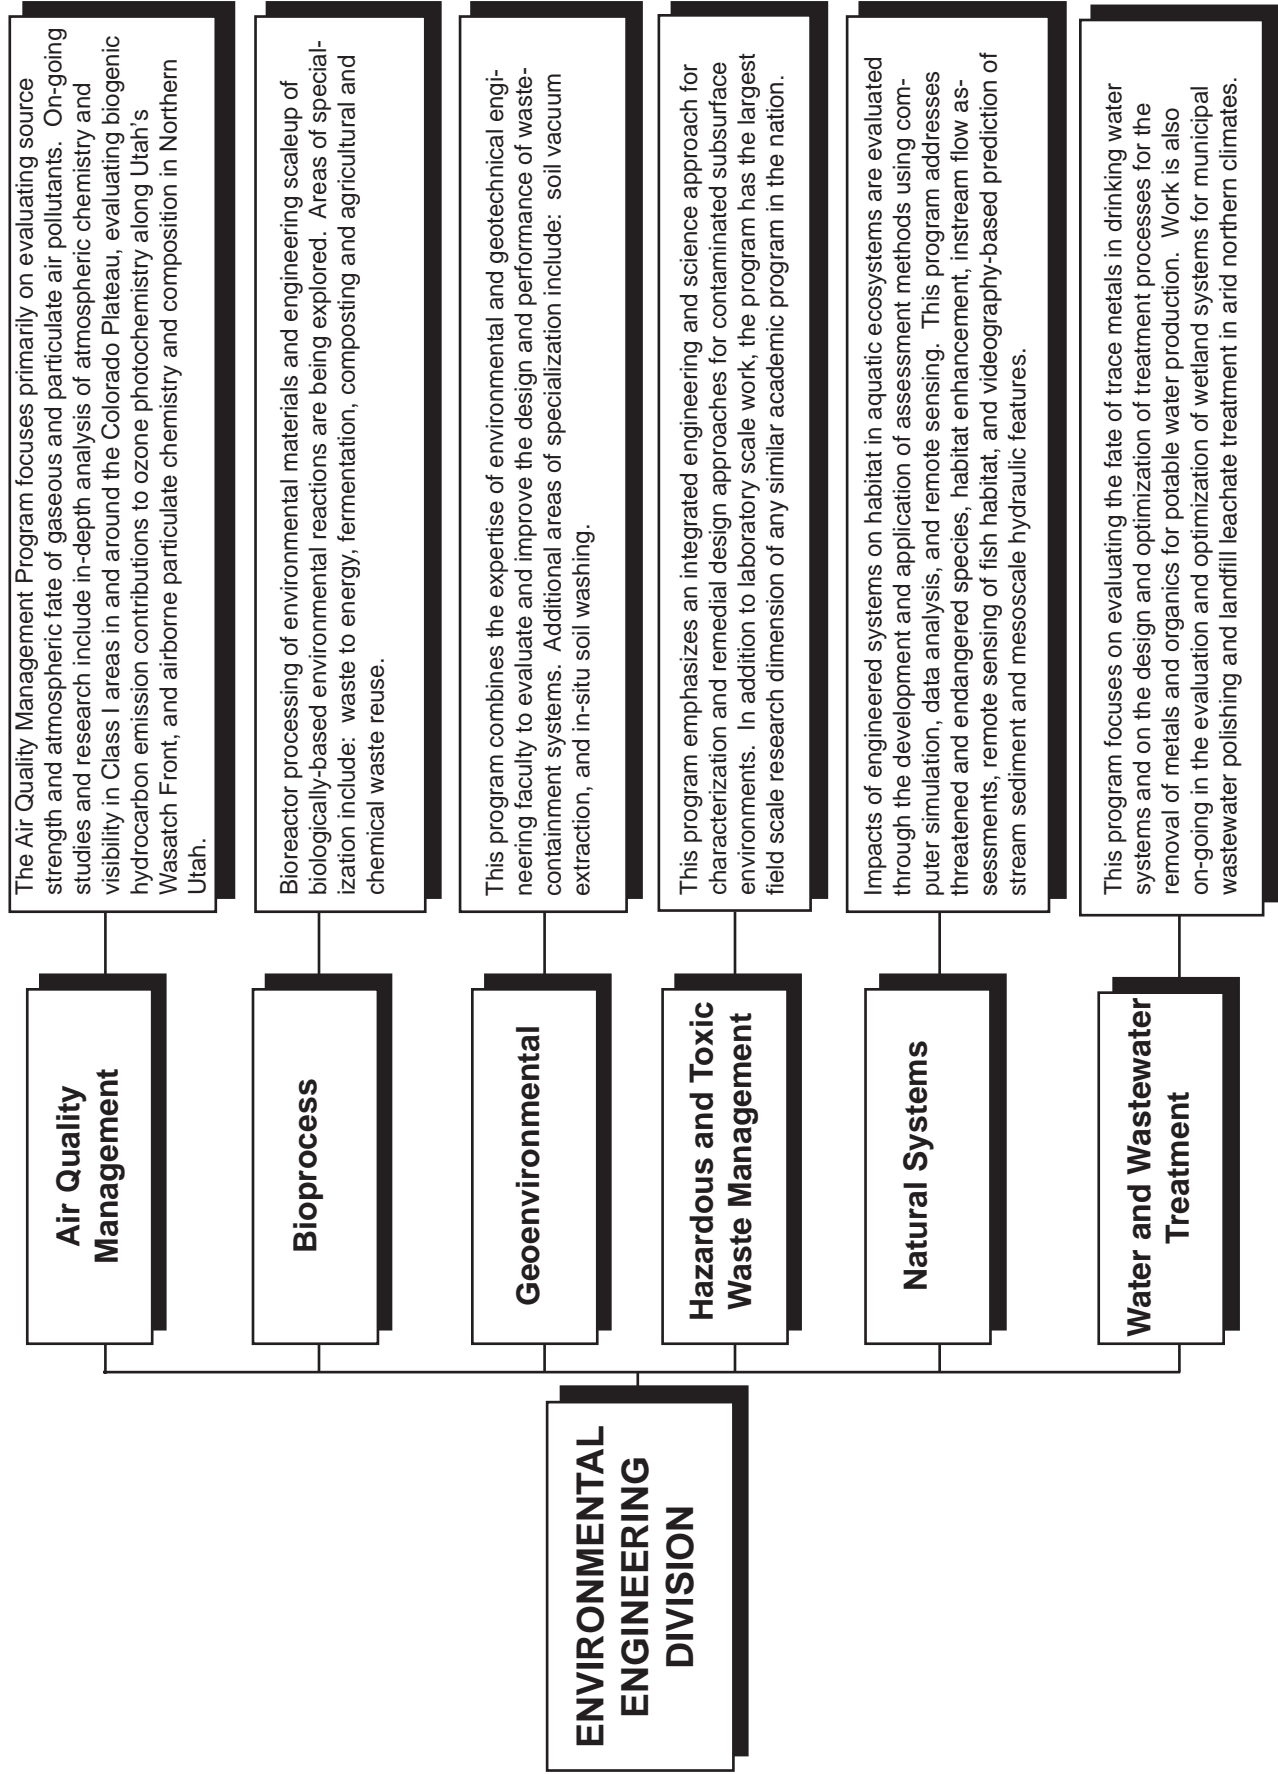 ENVIRONMENTAL
ENGINEERING
DIVISION
Air Quality
Management
The Air Quality Management Program focuses primarily on evaluating source
strength and atmospheric fate of gaseous and particulate air pollutants. On-going
studies and research include in-depth analysis of atmospheric chemistry and
visibility in Class I areas in and around the Colorado Plateau, evaluating biogenic
hydrocarbon emission contributions to ozone photochemistry along Utah's
Wasatch Front, and airborne particulate chemistry and composition in Northern
Utah.
Bioprocess
Bioreactor processing of environmental materials and engineering scaleup of
biologically-based environmental reactions are being explored. Areas of special-
ization include: waste to energy, fermentation, composting and agricultural and
chemical waste reuse.
Geoenvironmental
This program combines the expertise of environmental and geotechnical engi-
neering faculty to evaluate and improve the design and performance of waste-
containment systems. Additional areas of specialization include: soil vacuum
extraction, and in-situ soil washing.
Hazardous and Toxic
Waste Management
This program emphasizes an integrated engineering and science approach for
characterization and remedial design approaches for contaminated subsurface
environments. In addition to laboratory scale work, the program has the largest
field scale research dimension of any similar academic program in the nation.
Natural Systems
Impacts of engineered systems on habitat in aquatic ecosystems are evaluated
through the development and application of assessment methods using com-
puter simulation, data analysis, and remote sensing. This program addresses
threatened and endangered species, habitat enhancement, instream flow as-
sessments, remote sensing of fish habitat, and videography-based prediction of
stream sediment and mesoscale hydraulic features.
Water and Wastewater
Treatment
This program focuses on evaluating the fate of trace metals in drinking water
systems and on the design and optimization of treatment processes for the
removal of metals and organics for potable water production. Work is also
on-going in the evaluation and optimization of wetland systems for municipal
wastewater polishing and landfill leachate treatment in arid northern climates.